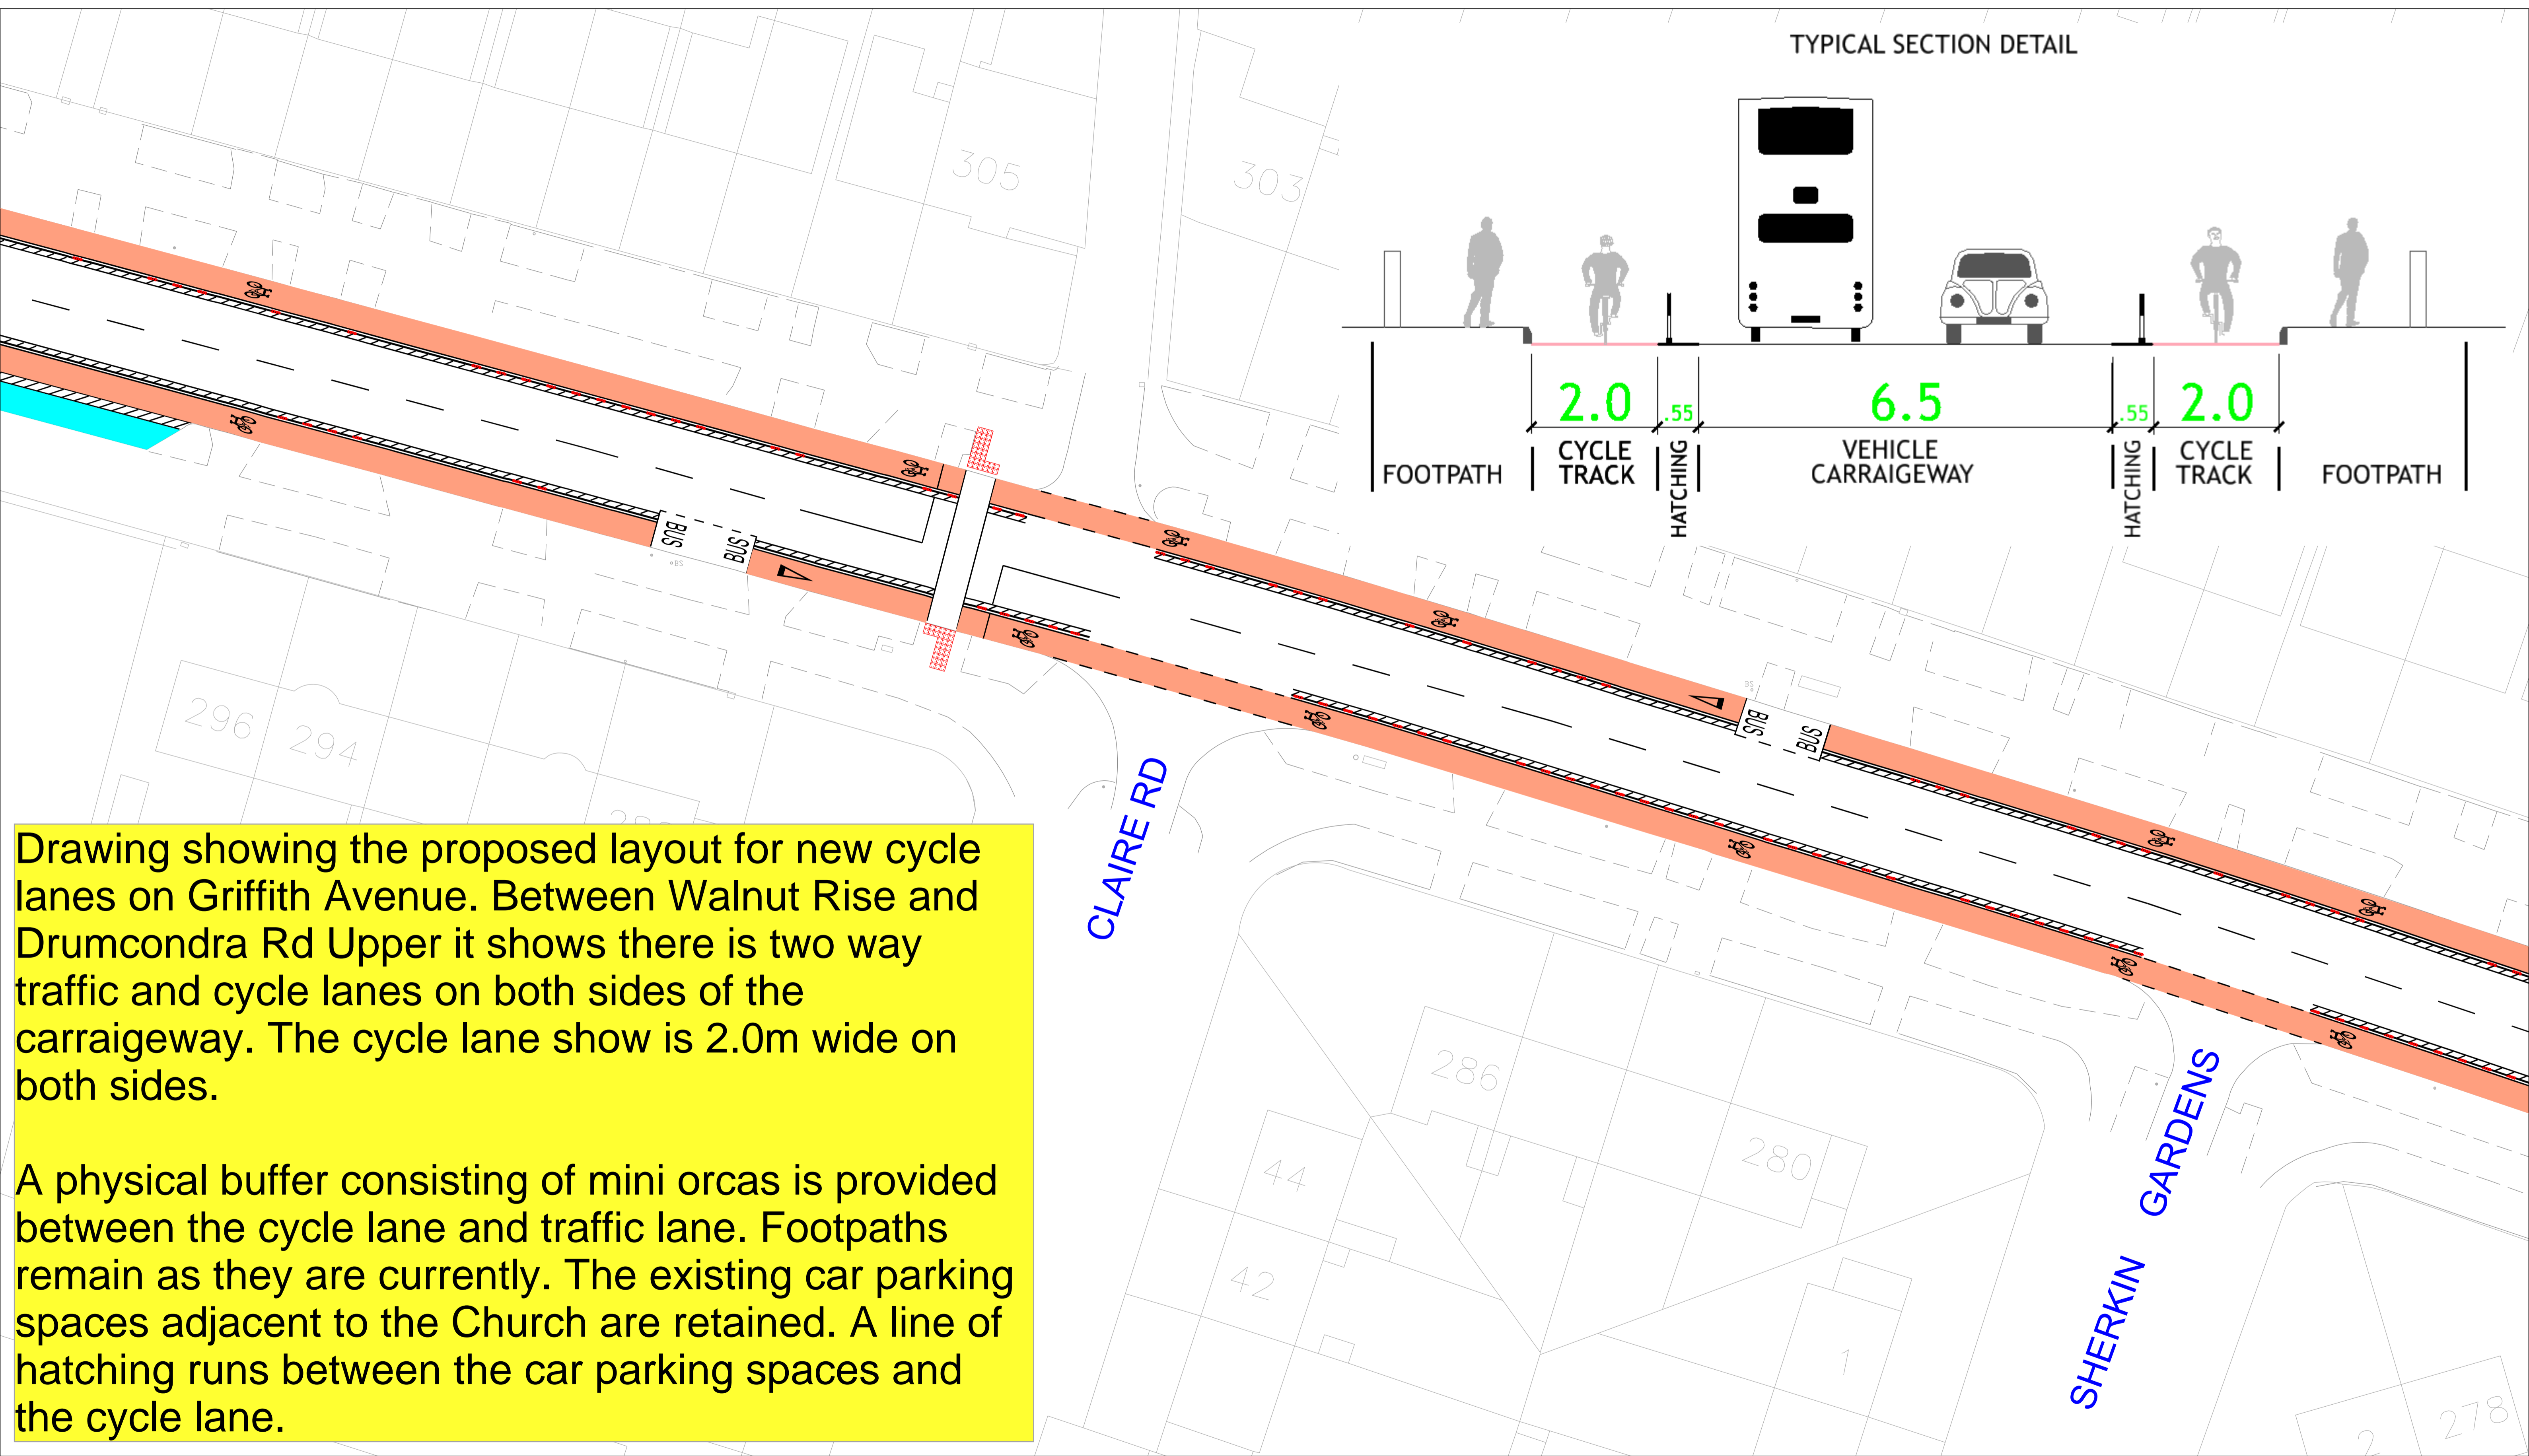 TYPICAL SECTION DETAIL
305
303
2.0
.55
6.5
.55
2.0
FOOTPATH
CYCLE
TRACK
HATCHING
VEHICLE
CARRAIGEWAY
HATCHING
CYCLE
TRACK
FOOTPATH
BUS
BUS
BS
BS
BUS
BUS
296
294
CLAIRE RD
286
280
44
42
1
2
278
SHERKIN GARDENS
Drawing showing the proposed layout for new cycle
lanes on Griffith Avenue. Between Walnut Rise and
Drumcondra Rd Upper it shows there is two way
traffic and cycle lanes on both sides of the
carraigeway. The cycle lane show is 2.0m wide on
both sides.
A physical buffer consisting of mini orcas is provided
between the cycle lane and traffic lane. Footpaths
remain as they are currently. The existing car parking
spaces adjacent to the Church are retained. A line of
hatching runs between the car parking spaces and
the cycle lane.